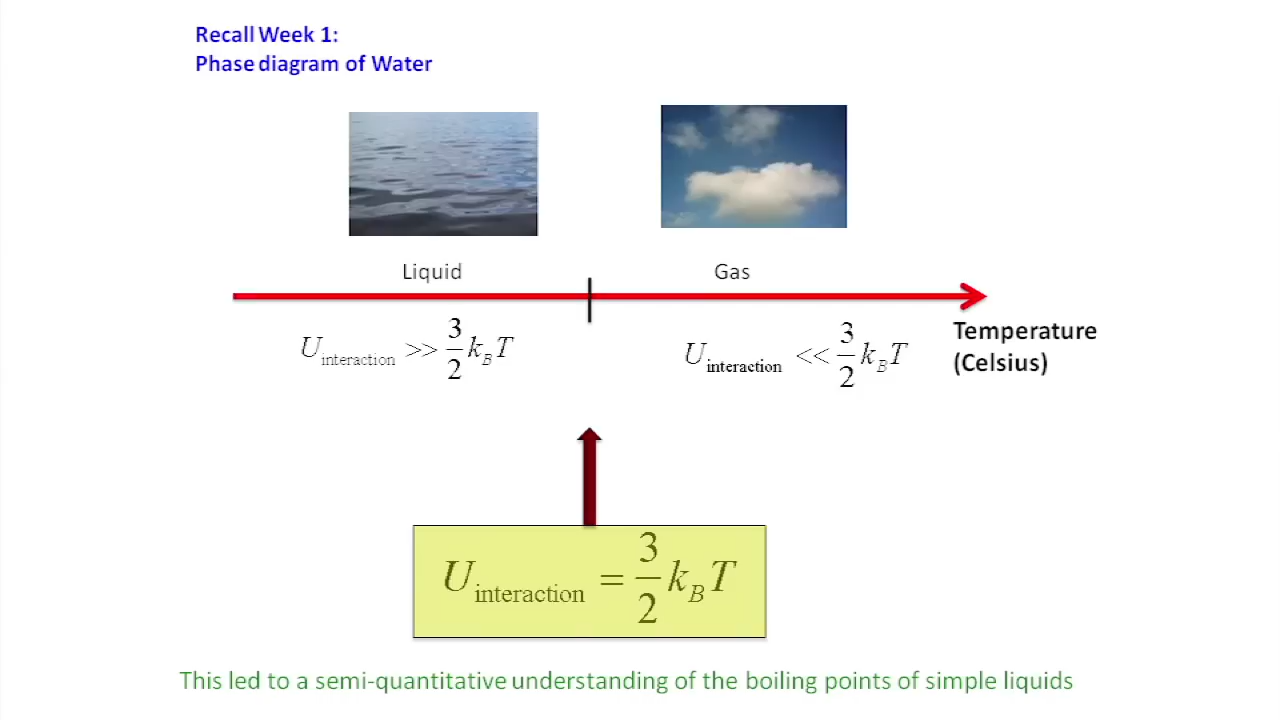 Recall Week 1:
Phase diagram of Water
Liquid
Gas
U_interaction >> 3/2 k_B T
U_interaction << 3/2 k_B T
Temperature
(Celsius)
U_interaction = 3/2 k_B T
This led to a semi-quantitative understanding of the boiling points of simple liquids